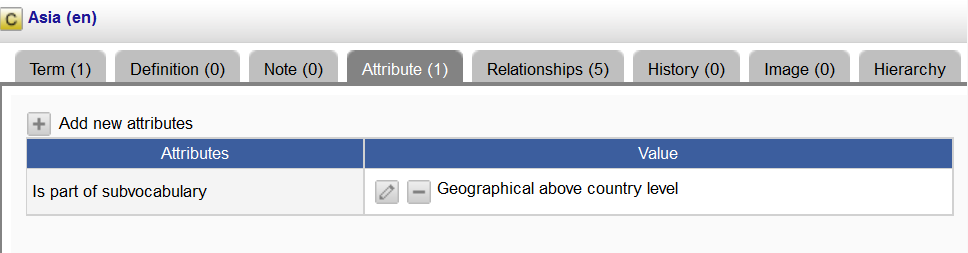 C Asia (en)
Term (1) Definition (0) Note (0) Attribute (1) Relationships (5) History (0) Image (0) Hierarchy
+ Add new attributes
Attributes Value
Is part of subvocabulary Geographical above country level